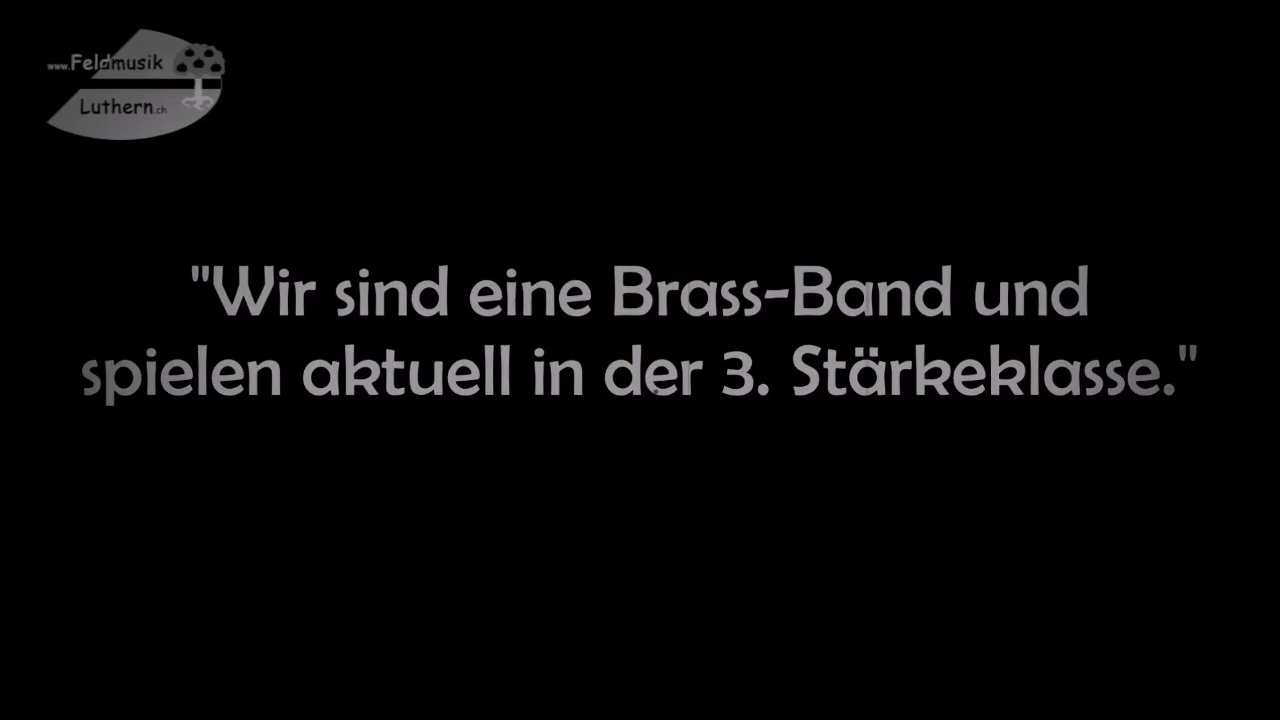 www.Feldmusik
Luthern.ch
"Wir sind eine Brass-Band und
spielen aktuell in der 3. Stärkeklasse."